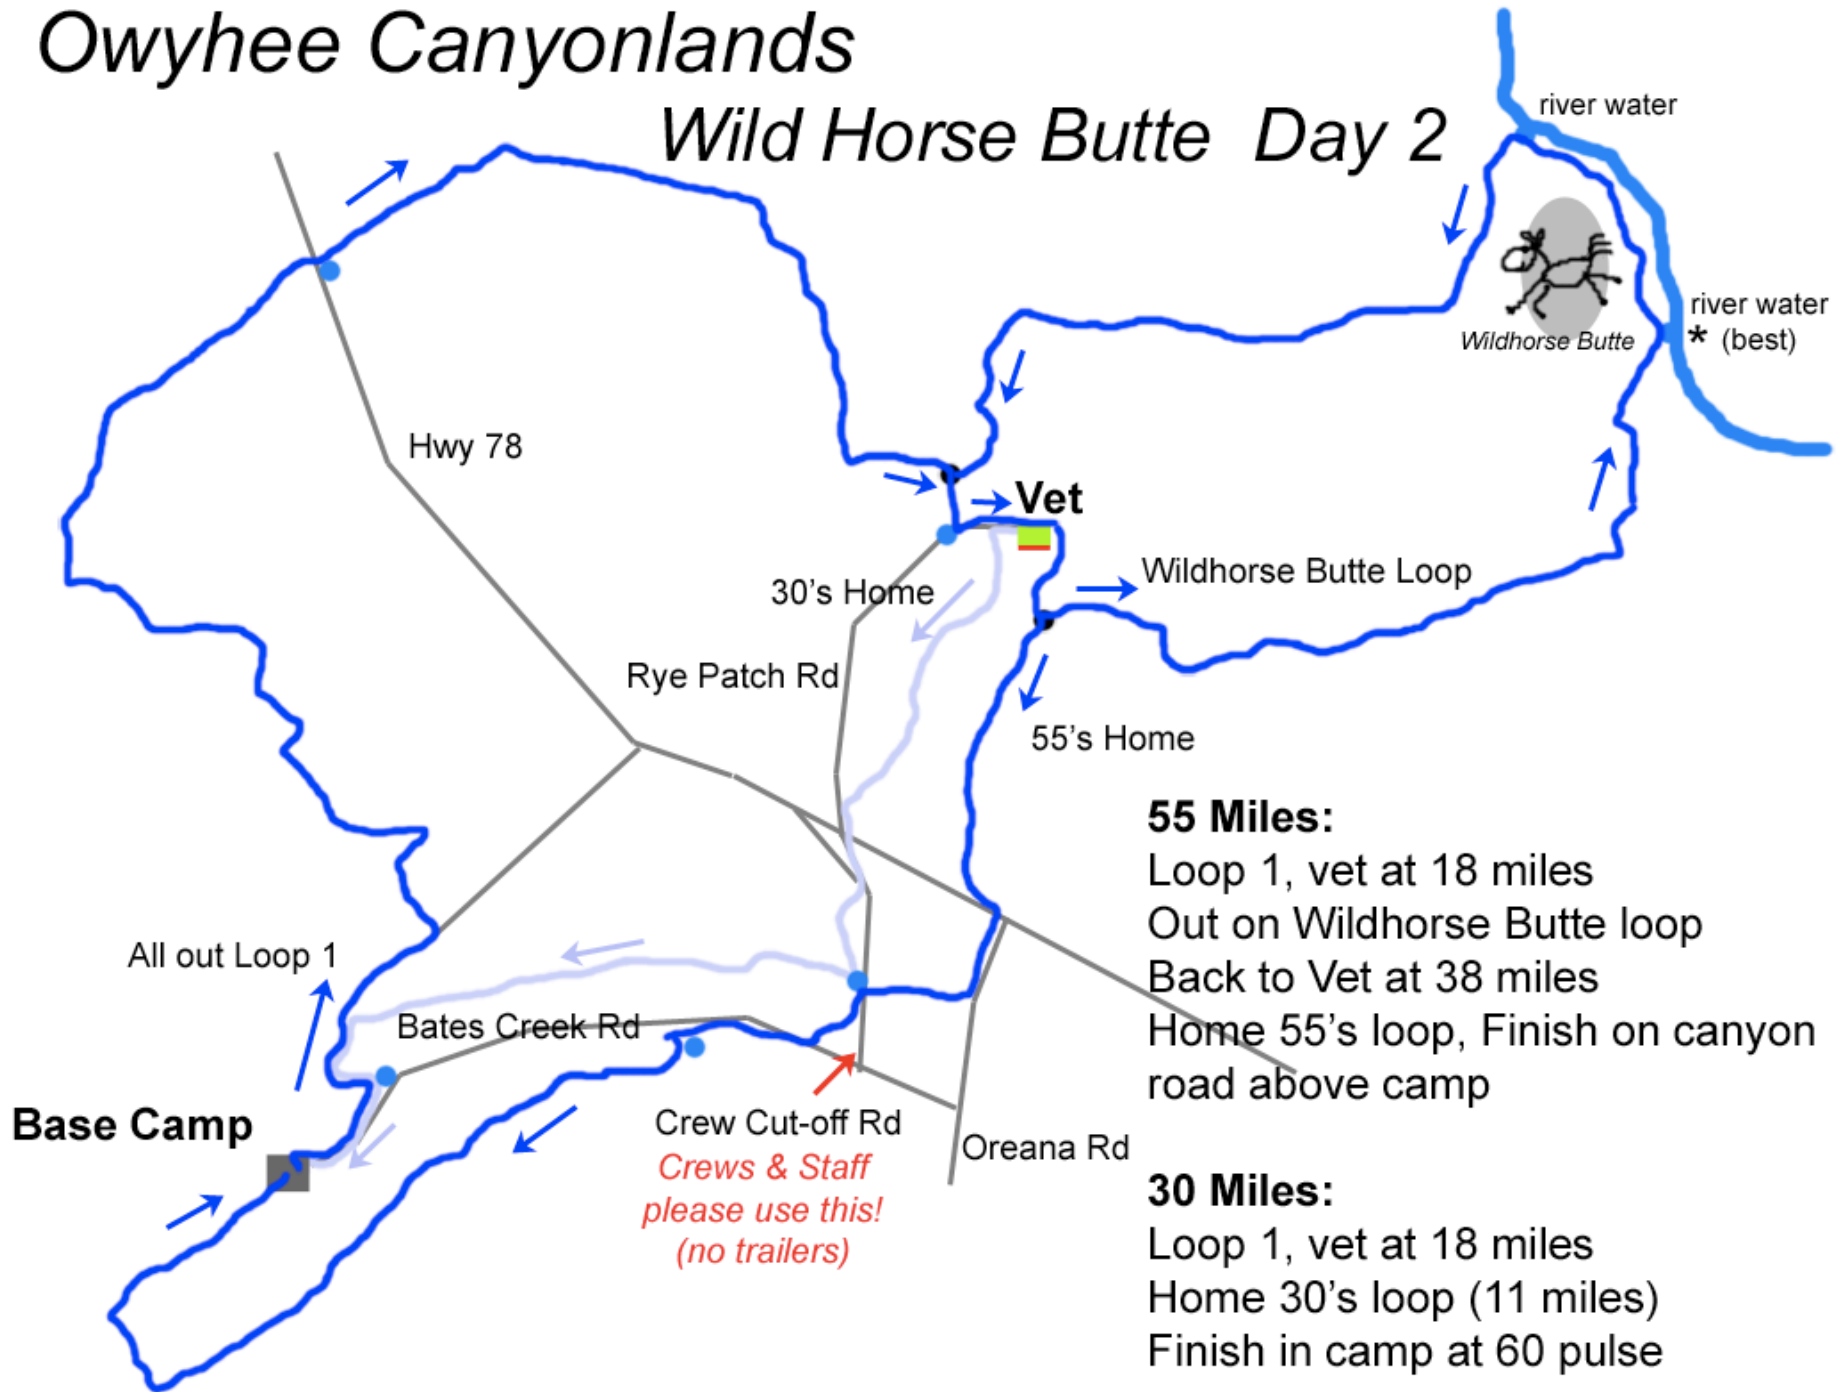 Owyhee Canyonlands
Wild Horse Butte Day 2
river water
river water
* (best)
Wildhorse Butte
Hwy 78
Vet
Wildhorse Butte Loop
30's Home
Rye Patch Rd
55's Home
All out Loop 1
Bates Creek Rd
Base Camp
Crew Cut-off Rd
Crews & Staff
please use this!
(no trailers)
Oreana Rd
55 Miles:
Loop 1, vet at 18 miles
Out on Wildhorse Butte loop
Back to Vet at 38 miles
Home 55's loop, Finish on canyon
road above camp
30 Miles:
Loop 1, vet at 18 miles
Home 30's loop (11 miles)
Finish in camp at 60 pulse